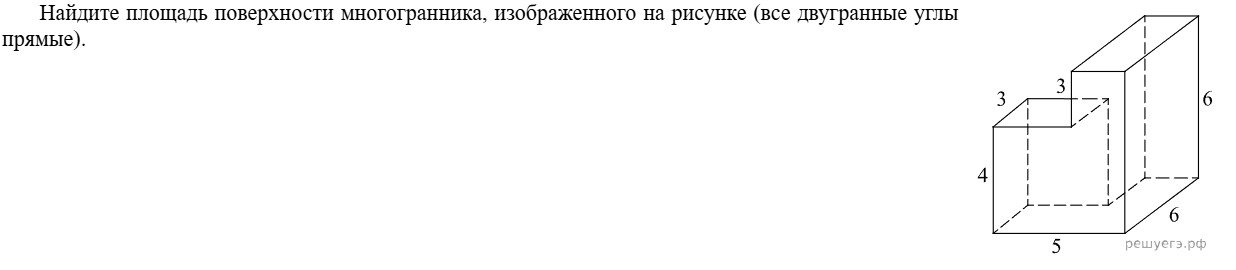 Найдите площадь поверхности многогранника, изображенного на рисунке (все двугранные углы
прямые).
3
3
6
4
6
5
решуегэ.рф